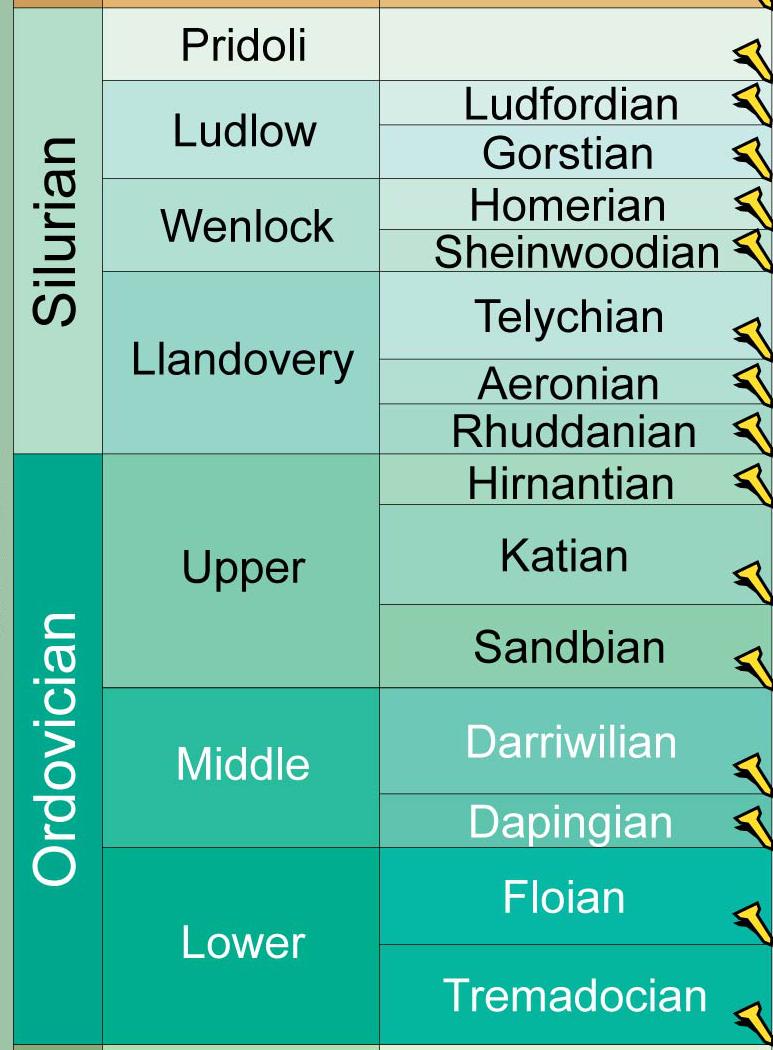 Silurian
Pridoli
Ludlow
Ludfordian
Gorstian
Wenlock
Homerian
Sheinwoodian
Llandovery
Telychian
Aeronian
Rhuddanian
Ordovician
Upper
Hirnantian
Katian
Sandbian
Middle
Darriwilian
Dapingian
Lower
Floian
Tremadocian